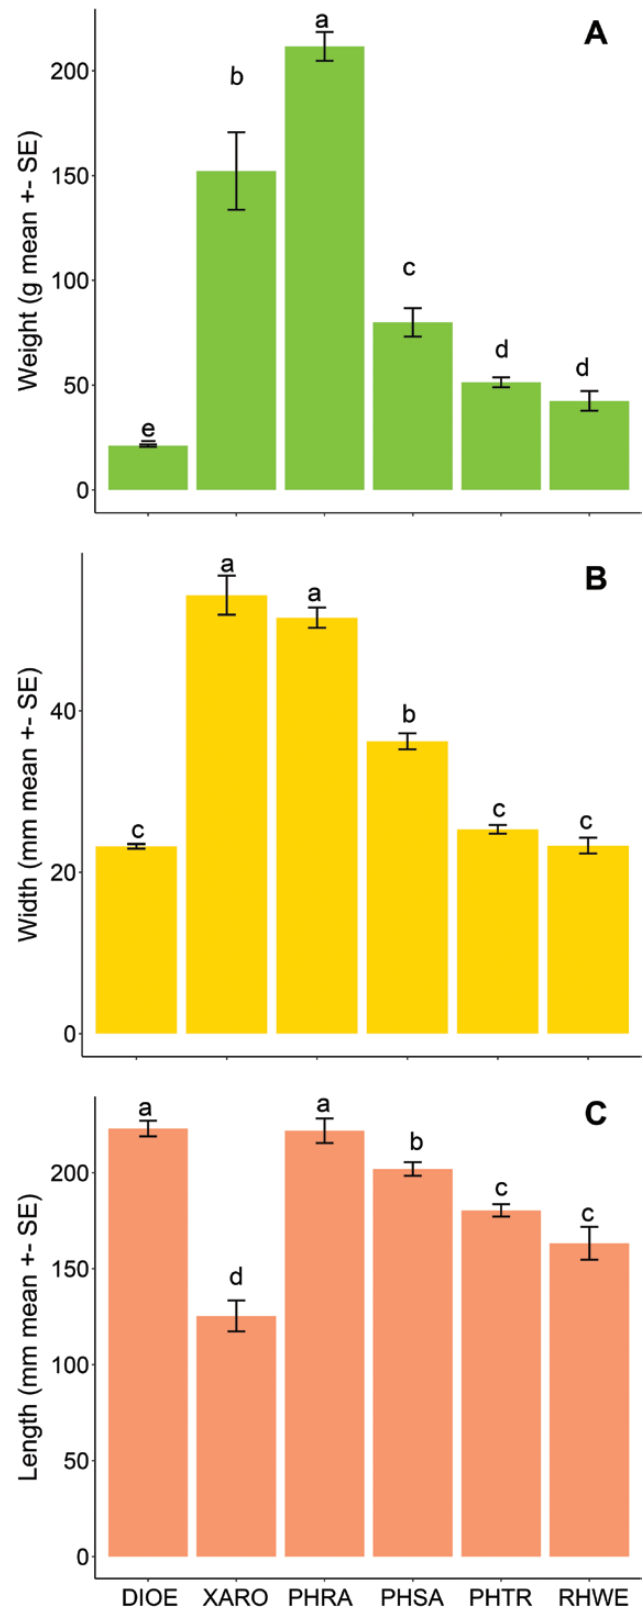 A
Weight (g mean +- SE)
200
150
100
50
0
e
b
a
c
d
d
B
Width (mm mean +- SE)
40
20
0
c
a
a
b
c
c
C
Length (mm mean +- SE)
200
150
100
50
0
a
d
a
b
c
c
DIOE XARO PHRA PHSA PHTR RHWE